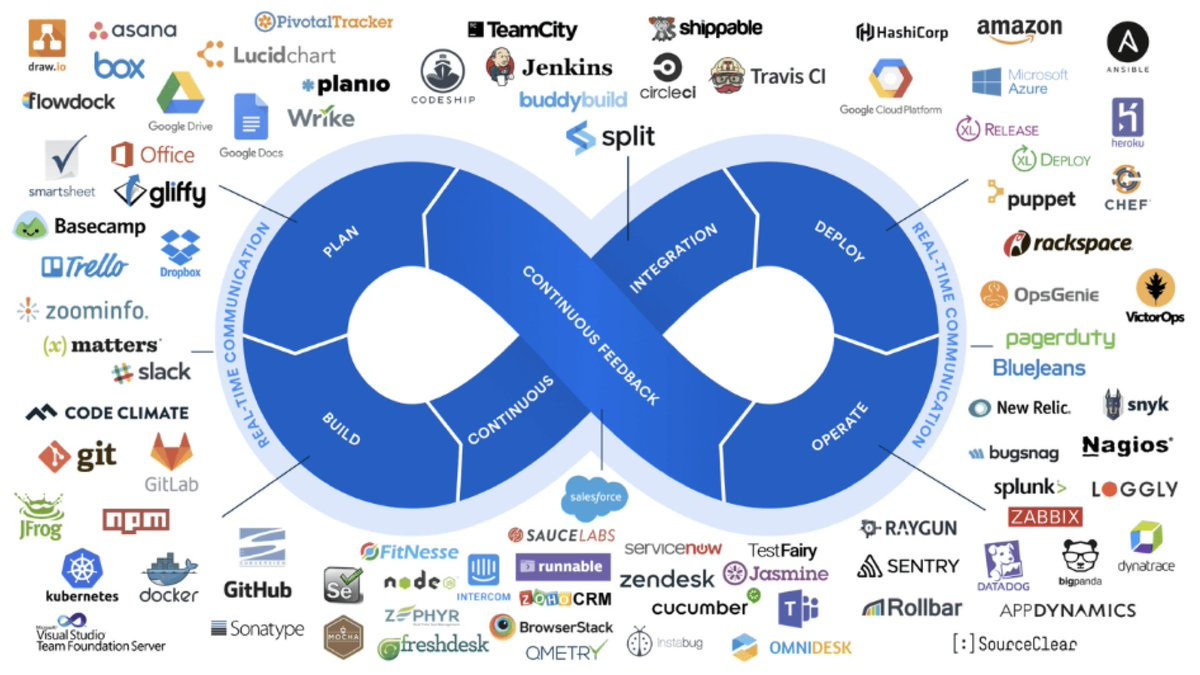 draw.io
asana
PivotalTracker
box
Lucidchart
flowdock
Google Drive
Google Docs
planio
Wrike
smartsheet
Office
gliffy
Basecamp
Trello
Dropbox
zoominfo.
(x) matters
slack
CODE CLIMATE
git
GitLab
JFrog
npm
kubernetes
docker
Microsoft
Visual Studio
Team Foundation Server
TeamCity
shippable
CODESHIP
Jenkins
circleci
Travis CI
buddybuild
split
HashiCorp
amazon
ANSIBLE
Google Cloud Platform
Microsoft
Azure
XL RELEASE
heroku
XL DEPLOY
puppet
CHEF
rackspace
OpsGenie
VictorOps
pagerduty
BlueJeans
New Relic.
snyk
bugsnag
Nagios®
splunk>
LOGGLY
ZABBIX
RAYGUN
SENTRY
DATADOG
bigpanda
dynatrace
Rollbar
APPDYNAMICS
[:]SourceClear
REAL-TIME COMMUNICATION
PLAN
BUILD
CONTINUOUS
INTEGRATION
CONTINUOUS FEEDBACK
DEPLOY
OPERATE
REAL-TIME COMMUNICATION
salesforce
GitHub
Sonatype
FitNesse
Se
node
ZEPHYR
MOCHA
freshdesk
SAUCELABS
INTERCOM
runnable
ZOHO CRM
BrowserStack
QMETRY
servicenow
TestFairy
zendesk
Jasmine
cucumber
Instabug
OMNIDESK